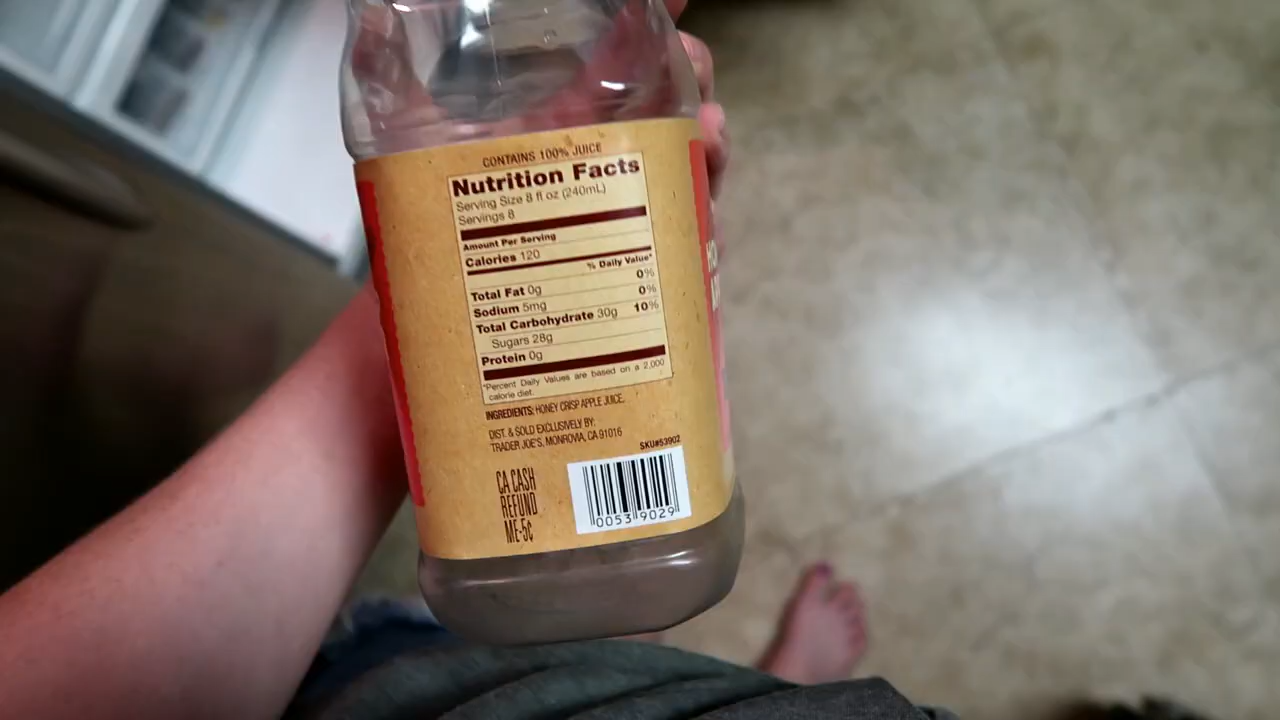 CONTAINS 100% JUICE
Nutrition Facts
Serving Size 8 fl oz (240mL)
Servings 8
Amount Per Serving
Calories 120
% Daily Value*
Total Fat 0g 0%
Sodium 5mg 0%
Total Carbohydrate 30g 10%
Sugars 28g
Protein 0g
*Percent Daily Values are based on a 2,000
calorie diet.
INGREDIENTS: HONEY CRISP APPLE JUICE.
DIST. & SOLD EXCLUSIVELY BY:
TRADER JOE'S, MONROVIA, CA 91016
SKU#53902
CA CASH
REFUND
ME-5¢
0053 9029